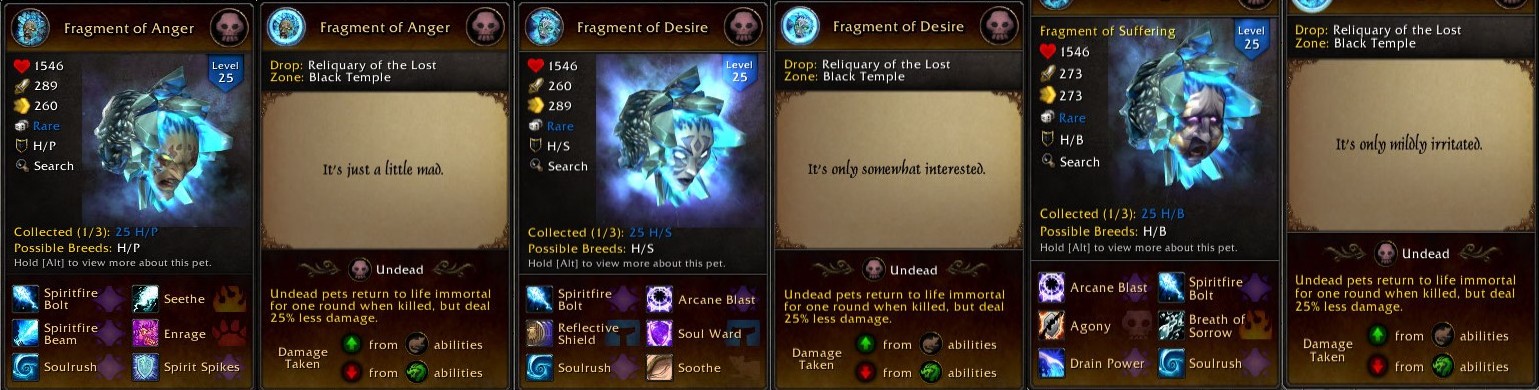 Fragment of Anger
1546
Level
25
289
260
Rare
H/P
Search
Collected (1/3): 25 H/P
Possible Breeds: H/P
Hold [Alt] to view more about this pet.
Spiritfire
Bolt
Seethe
Spiritfire
Beam
Enrage
Soulrush
Spirit Spikes
Fragment of Anger
Drop: Reliquary of the Lost
Zone: Black Temple
It's just a little mad.
Undead
Undead pets return to life immortal
for one round when killed, but deal
25% less damage.
Damage
Taken
from abilities
from abilities
Fragment of Desire
1546
Level
25
260
289
Rare
H/S
Search
Collected (1/3): 25 H/S
Possible Breeds: H/S
Hold [Alt] to view more about this pet.
Spiritfire
Bolt
Arcane Blast
Reflective
Shield
Soul Ward
Soulrush
Soothe
Fragment of Desire
Drop: Reliquary of the Lost
Zone: Black Temple
It's only somewhat interested.
Undead
Undead pets return to life immortal
for one round when killed, but deal
25% less damage.
Damage
Taken
from abilities
from abilities
Fragment of Suffering
1546
Level
25
273
273
Rare
H/B
Search
Collected (1/3): 25 H/B
Possible Breeds: H/B
Hold [Alt] to view more about this pet.
Arcane Blast
Spiritfire
Bolt
Agony
Breath of
Sorrow
Drain Power
Soulrush
Drop: Reliquary of the Lost
Zone: Black Temple
It's only mildly irritated.
Undead
Undead pets return to life immortal
for one round when killed, but deal
25% less damage.
Damage
Taken
from abilities
from abilities